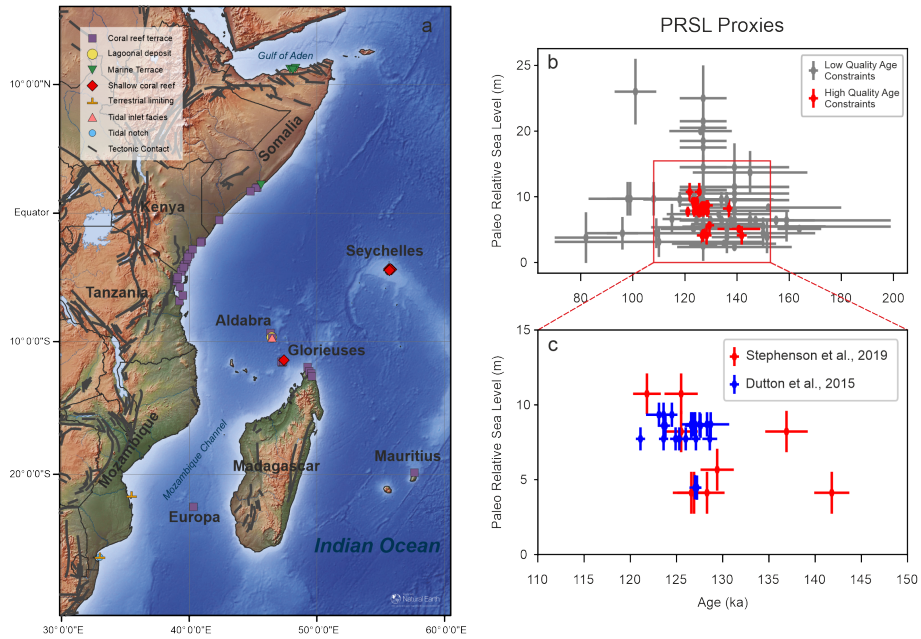 PRSL Proxies
a
Coral reef terrace
Lagoonal deposit
Marine Terrace
Shallow coral reef
Terrestrial limiting
Tidal inlet facies
Tidal notch
Tectonic Contact
Gulf of Aden
Somalia
Kenya
Seychelles
Tanzania
Aldabra
Glorieuses
Mozambique
Mozambique Channel
Madagascar
Mauritius
Europa
Indian Ocean
Natural Earth
10°0'0"N
Equator
10°0'0"S
20°0'0"S
30°0'0"E
40°0'0"E
50°0'0"E
60°0'0"E
b
Low Quality Age
Constraints
High Quality Age
Constraints
Paleo Relative Sea Level (m)
25
20
15
10
5
0
80
100
120
140
160
180
200
c
Stephenson et al., 2019
Dutton et al., 2015
Paleo Relative Sea Level (m)
15
10
5
0
110
115
120
125
130
135
140
145
150
Age (ka)